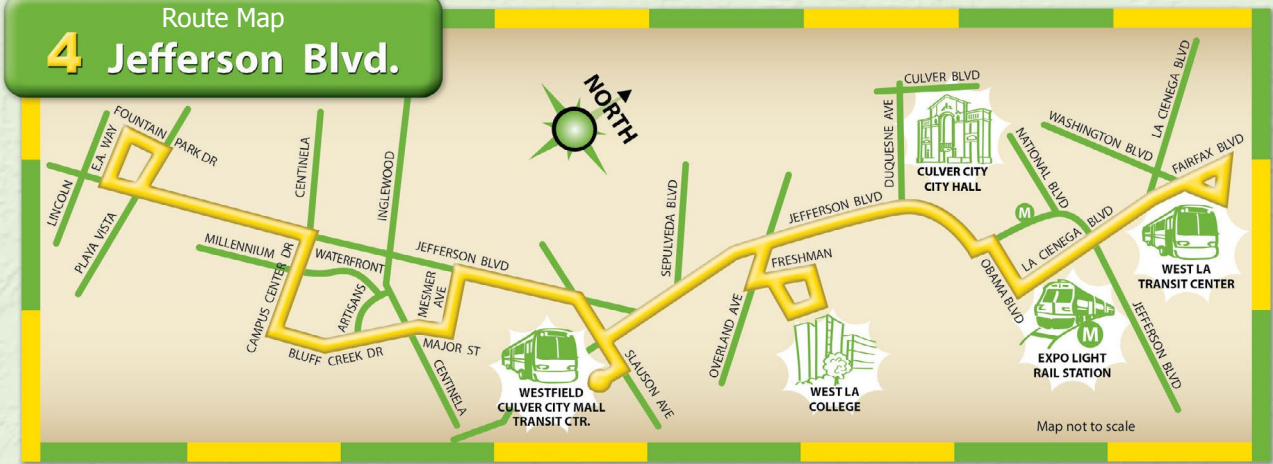 Route Map
4 Jefferson Blvd.
NORTH
LINCOLN
E.A. WAY
FOUNTAIN
PARK DR
PLAYA VISTA
CENTINELA
INGLEWOOD
MILLENNIUM
WATERFRONT
CAMPUS CENTER DR
ARTISANS
BLUFF CREEK DR
MESMER
AVE
MAJOR ST
CENTINELA
JEFFERSON BLVD
WESTFIELD
CULVER CITY MALL
TRANSIT CTR.
SLAUSON AVE
SEPULVEDA BLVD
OVERLAND AVE
FRESHMAN
WEST LA
COLLEGE
JEFFERSON BLVD
DUQUESNE AVE
CULVER BLVD
CULVER CITY
CITY HALL
NATIONAL BLVD
M
OBAMA BLVD
LA CIENEGA BLVD
WASHINGTON BLVD
LA CIENEGA BLVD
FAIRFAX BLVD
WEST LA
TRANSIT CENTER
M
EXPO LIGHT
RAIL STATION
JEFFERSON BLVD
Map not to scale